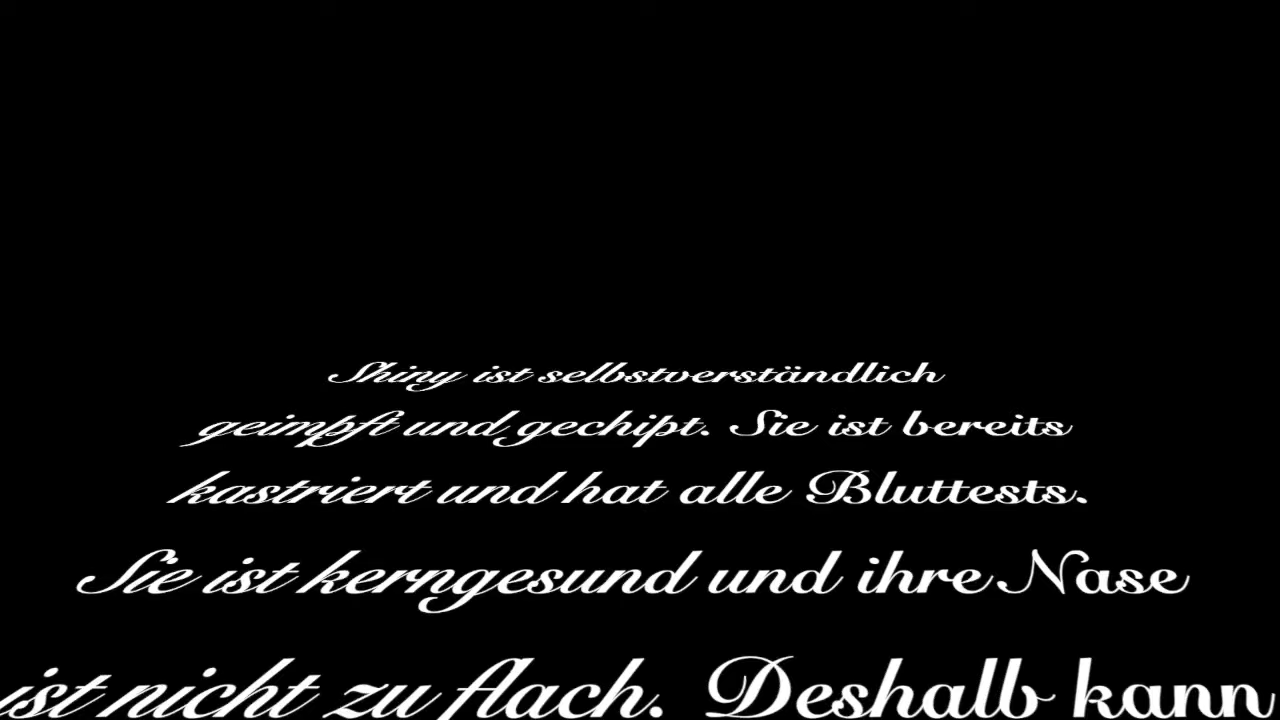 Shiny ist selbstverständlich
geimpft und gechipt. Sie ist bereits
kastriert und hat alle Bluttests.
Sie ist kerngesund und ihre Nase
ist nicht zu flach. Deshalb kann